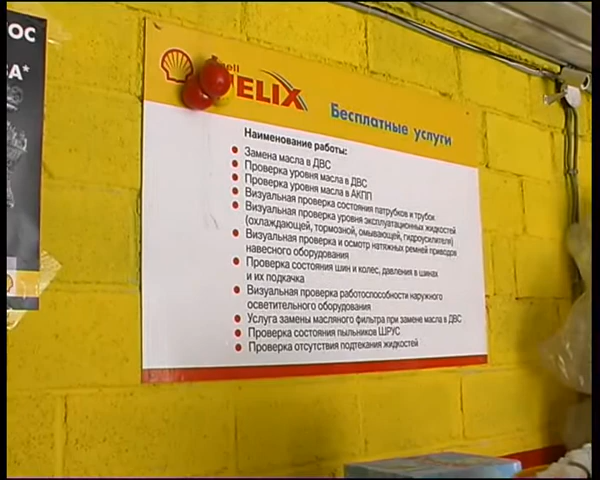 ОС
А*
Shell
HELIX
Бесплатные услуги
Наименование работы:
• Замена масла в ДВС
• Проверка уровня масла в ДВС
• Проверка уровня масла в АКПП
• Визуальная проверка состояния патрубков и трубок
• Визуальная проверка уровня эксплуатационных жидкостей
(охлаждающей, тормозной, омывающей, гидроусилителя)
• Визуальная проверка и осмотр натяжных ремней приводов
навесного оборудования
• Проверка состояния шин и колес, давления в шинах
и их подкачка
• Визуальная проверка работоспособности наружного
осветительного оборудования
• Услуга замены масляного фильтра при замене масла в ДВС
• Проверка состояния пыльников ШРУС
• Проверка отсутствия подтекания жидкостей